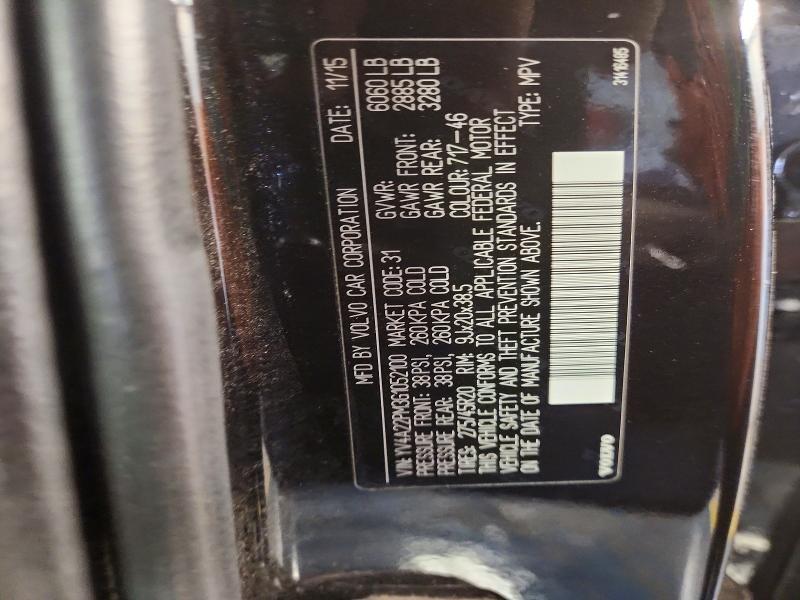 MFD BY VOLVO CAR CORPORATION DATE: 11/15
GVWR: 6060 LB
VIN: YV4A22PM3G1052100 MARKET CODE: 31 GAWR FRONT: 2885 LB
PRESSURE FRONT: 38PSI, 260KPA COLD GAWR REAR: 3280 LB
PRESSURE REAR: 38PSI, 260KPA COLD COLOUR: 717-46
TIRES: 275/45R20 RIM: 9Jx20x38.5
THIS VEHICLE CONFORMS TO ALL APPLICABLE FEDERAL MOTOR
VEHICLE SAFETY AND THEFT PREVENTION STANDARDS IN EFFECT
ON THE DATE OF MANUFACTURE SHOWN ABOVE. TYPE: MPV
VOLVO 31418485